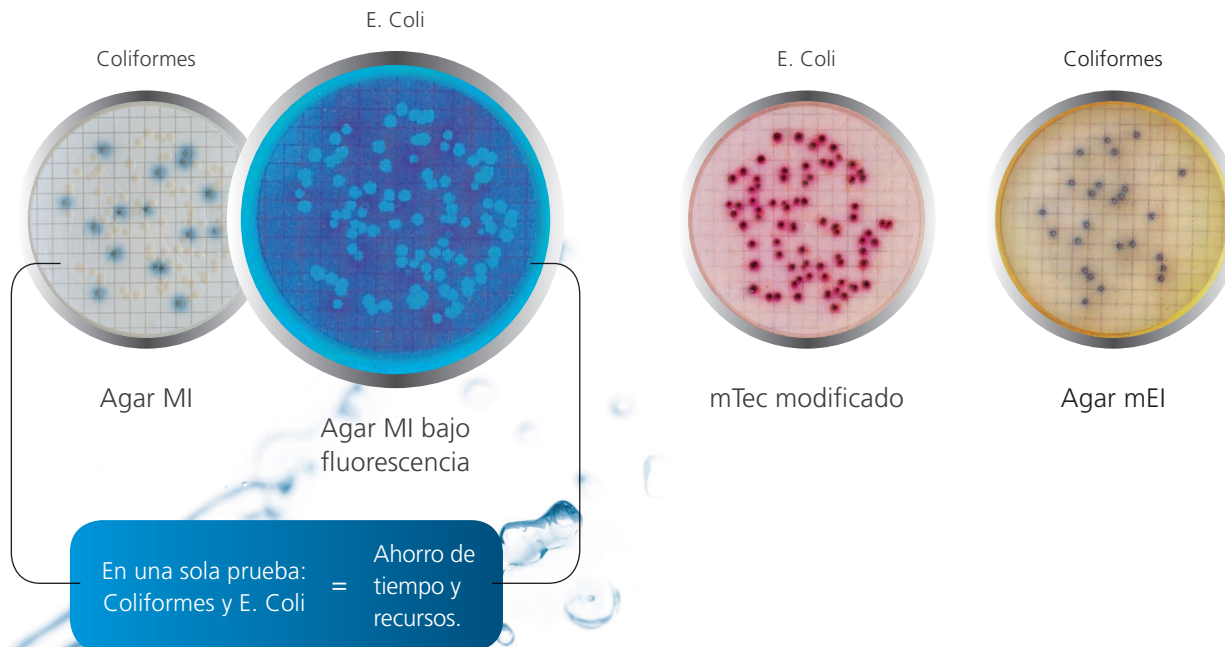 Coliformes
E. Coli
Agar MI
Agar MI bajo
fluorescencia
En una sola prueba:
Coliformes y E. Coli
=
Ahorro de
tiempo y
recursos.
E. Coli
mTec modificado
Coliformes
Agar mEI